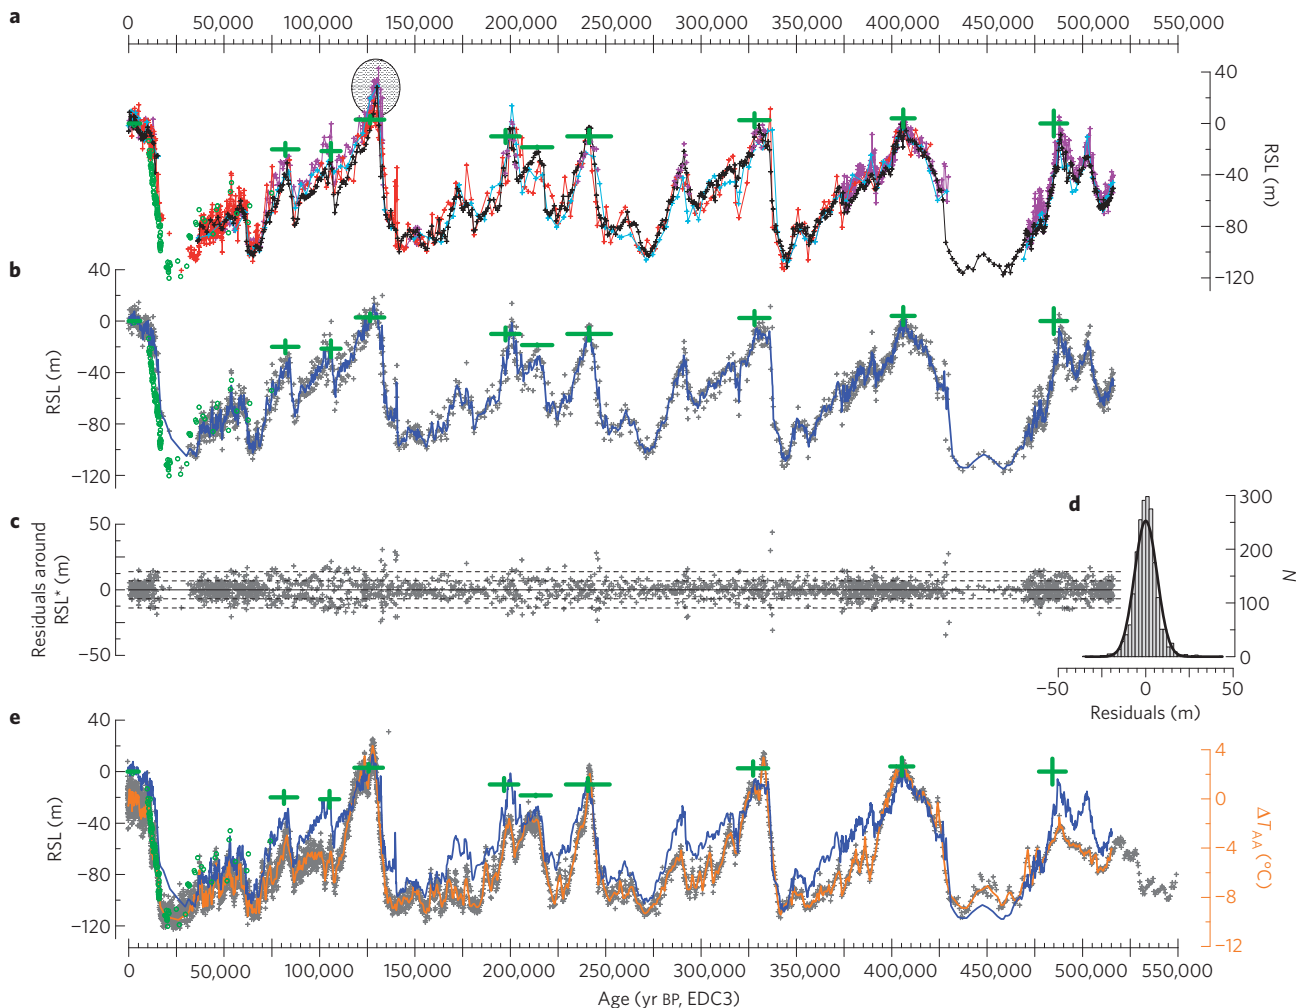 a
0 50,000 100,000 150,000 200,000 250,000 300,000 350,000 400,000 450,000 500,000 550,000
40
0
−40
−80
−120
RSL (m)
b
40
0
−40
−80
−120
RSL (m)
c
50
0
−50
Residuals around
RSL* (m)
d
300
200
100
0
N
−50 0 50
Residuals (m)
e
40
0
−40
−80
−120
RSL (m)
4
0
−4
−8
−12
ΔTAA (°C)
0 50,000 100,000 150,000 200,000 250,000 300,000 350,000 400,000 450,000 500,000 550,000
Age (yr BP, EDC3)